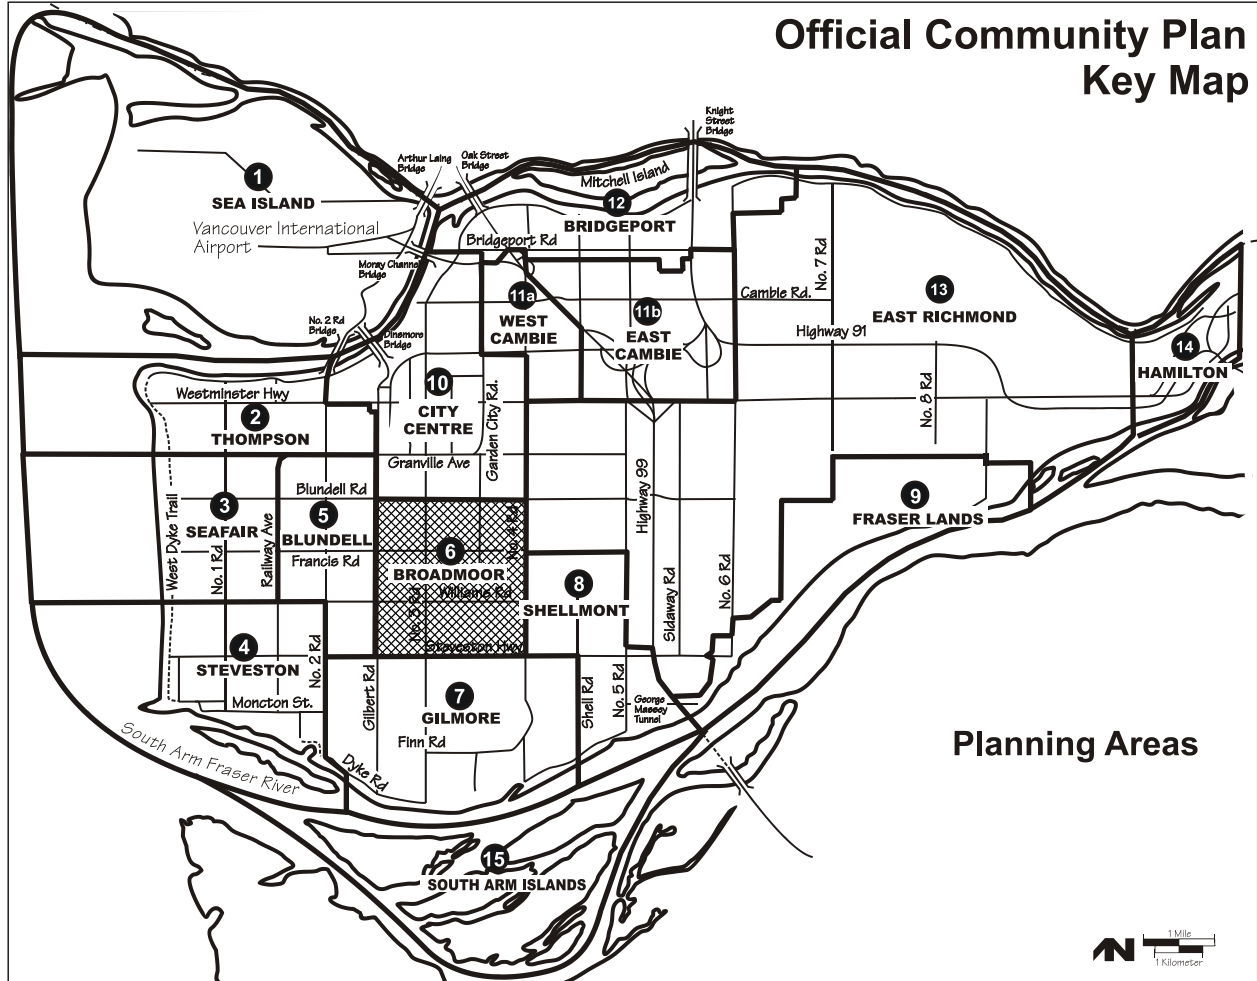 Official Community Plan
Key Map
Knight
Street
Bridge
Arthur Laing
Bridge
Oak Street
Bridge
Mitchell Island
1
SEA ISLAND
12
BRIDGEPORT
Vancouver International
Airport
Bridgeport Rd
Moray Channel
Bridge
No. 7 Rd
11a
WEST
CAMBIE
11b
EAST
CAMBIE
Cambie Rd.
13
EAST RICHMOND
No. 2 Rd
Bridge
Dinsmore
Bridge
Highway 91
14
HAMILTON
10
CITY
CENTRE
Westminster Hwy
2
THOMPSON
Garden City Rd.
No. 8 Rd
Granville Ave
Blundell Rd
3
SEAFAIR
5
BLUNDELL
Francis Rd
West Dyke Trail
No. 1 Rd
Railway Ave
6
BROADMOOR
No. 4 Rd
Williams Rd
No. 3 Rd
Steveston Hwy
Highway 99
9
FRASER LANDS
8
SHELLMONT
Sidaway Rd
No. 6 Rd
4
STEVESTON
No. 2 Rd
Moncton St.
Gilbert Rd
7
GILMORE
Finn Rd
Shell Rd
No. 5 Rd
George
Massey
Tunnel
South Arm Fraser River
Dyke Rd
Planning Areas
15
SOUTH ARM ISLANDS
N
1 Mile
1 Kilometer